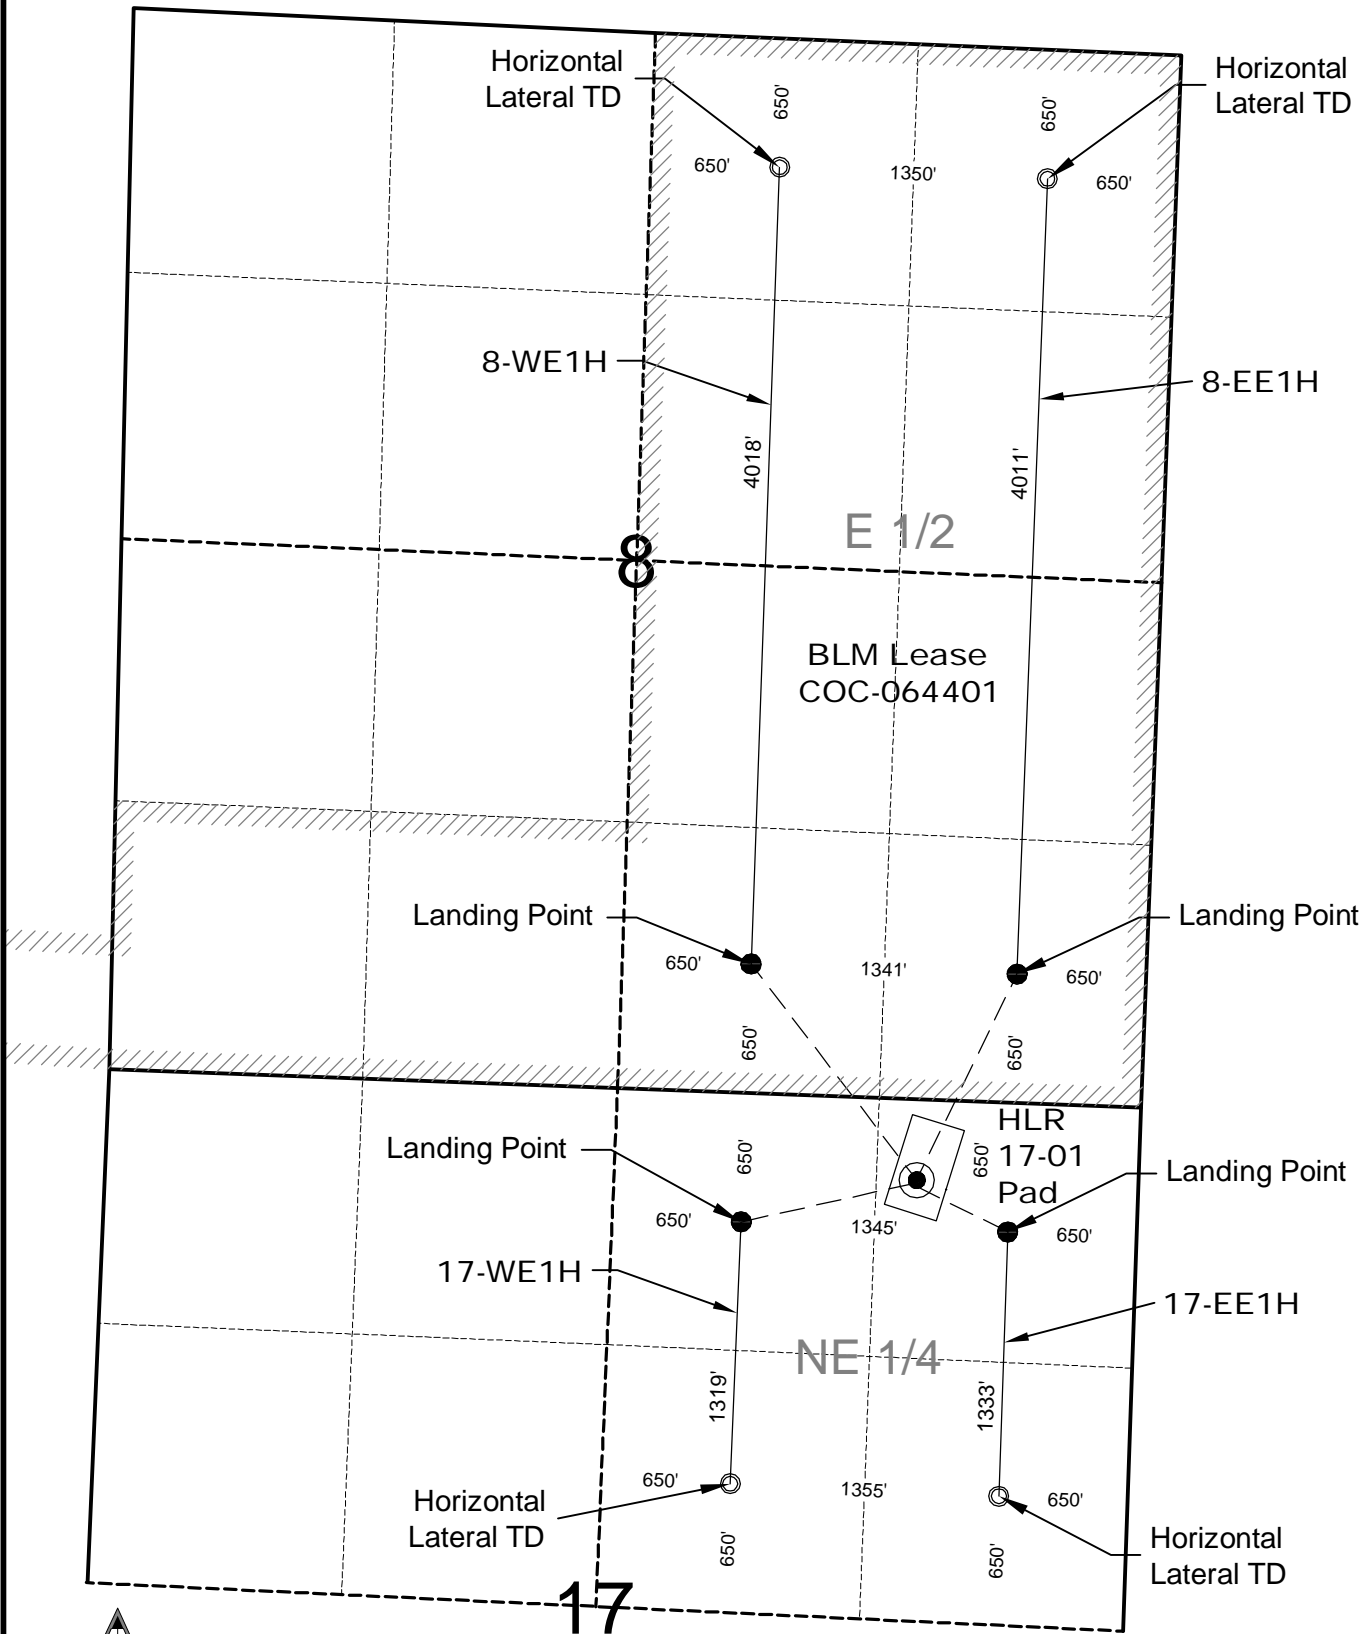 Horizontal
Lateral TD
650'
650'
Horizontal
Lateral TD
650'
1350'
650'
8-WE1H
8-EE1H
4018'
4011'
E 1/2
8
BLM Lease
COC-064401
Landing Point
Landing Point
650'
1341'
650'
650'
650'
HLR
17-01
Pad
Landing Point
650'
650'
Landing Point
650'
1345'
650'
17-WE1H
17-EE1H
NE 1/4
1319'
1333'
650'
1355'
650'
Horizontal
Lateral TD
650'
650'
Horizontal
Lateral TD
17